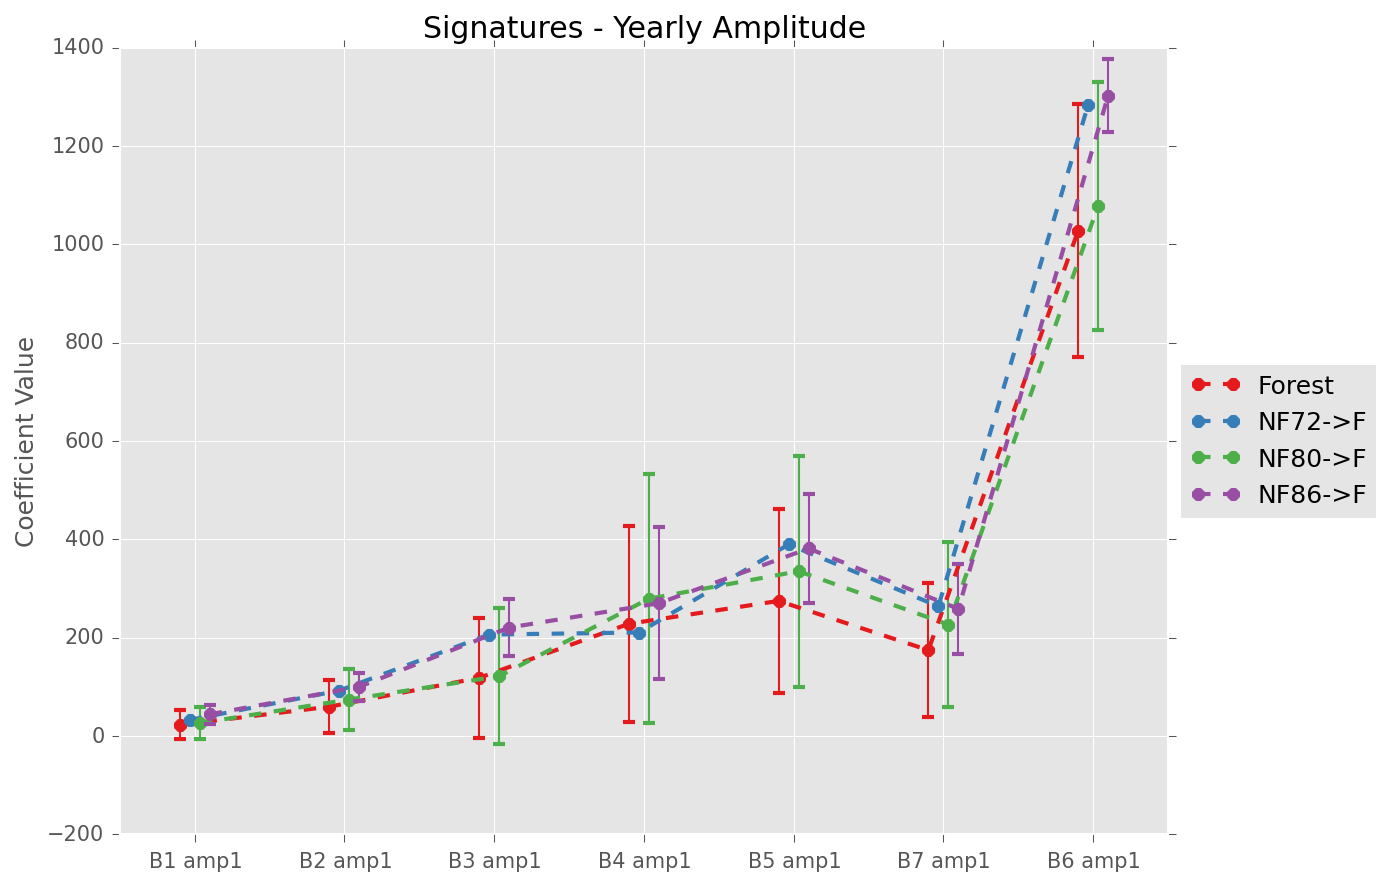 Signatures - Yearly Amplitude
1400
1200
1000
800
600
400
200
0
−200
Coefficient Value
B1 amp1
B2 amp1
B3 amp1
B4 amp1
B5 amp1
B7 amp1
B6 amp1
Forest
NF72->F
NF80->F
NF86->F